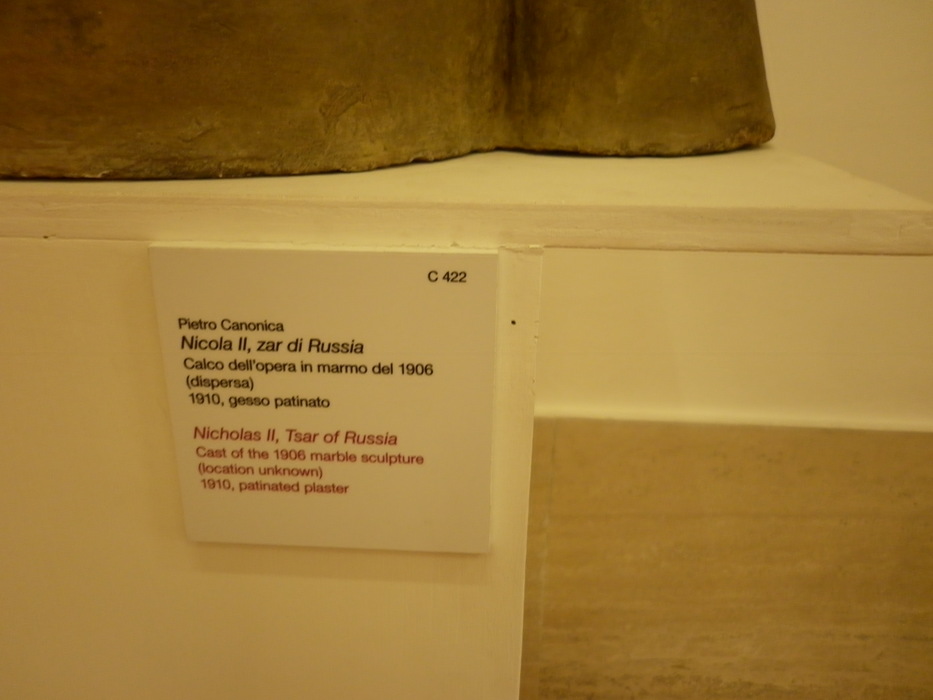 C 422
Pietro Canonica
Nicola II, zar di Russia
Calco dell'opera in marmo del 1906
(dispersa)
1910, gesso patinato
Nicholas II, Tsar of Russia
Cast of the 1906 marble sculpture
(location unknown)
1910, patinated plaster